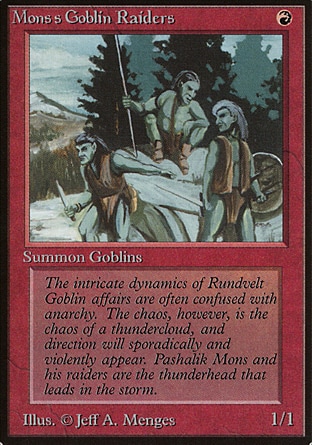 Mons's Goblin Raiders
Summon Goblins
The intricate dynamics of Rundvelt
Goblin affairs are often confused with
anarchy. The chaos, however, is the
chaos of a thundercloud, and
direction will sporadically and
violently appear. Pashalik Mons and
his raiders are the thunderhead that
leads in the storm.
Illus. © Jeff A. Menges 1/1